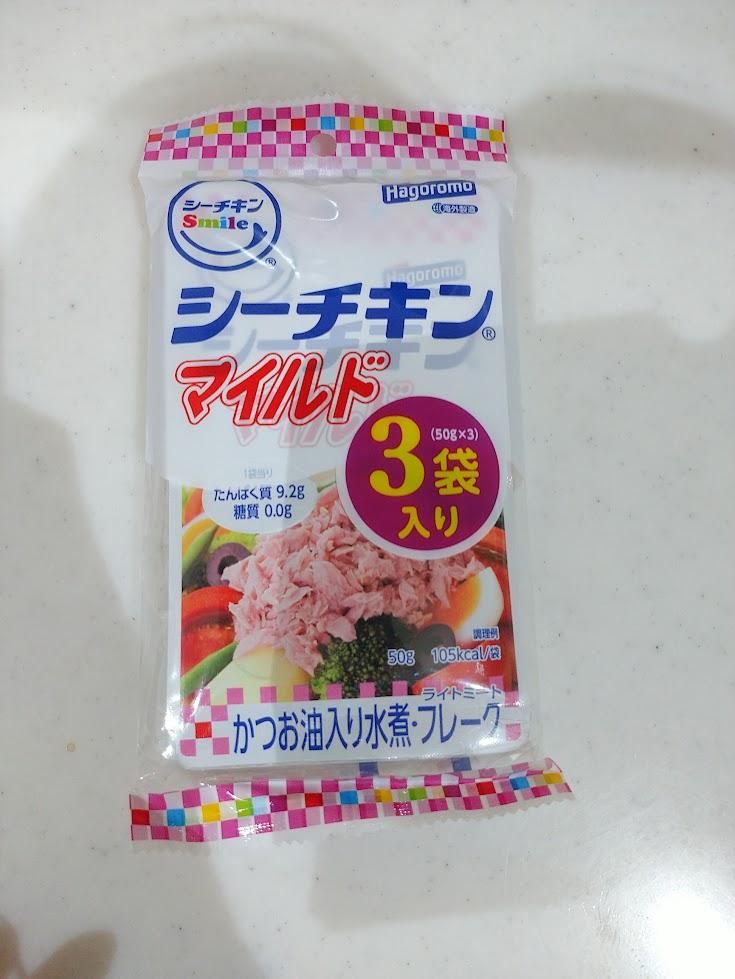 シーチキン
Smile
®
Hagoromo
海外製造
シーチキン®
マイルド
3袋入り
(50g×3)
1袋当り
たんぱく質 9.2g
糖質 0.0g
調理例
50g 105kcal/袋
ライトミート
かつお油入り水煮・フレーク